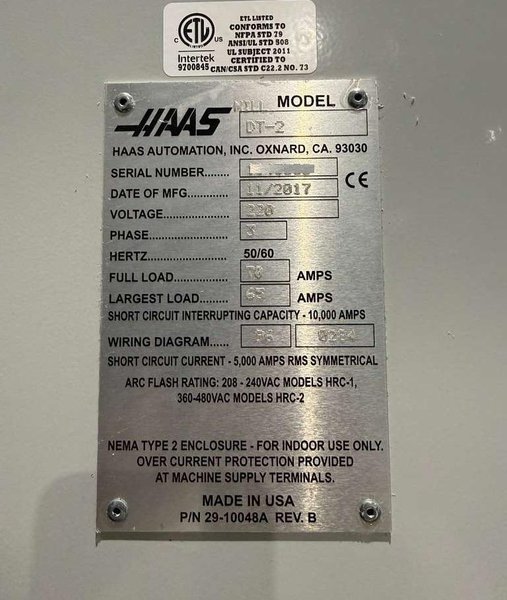 ETL LISTED
CONFORMS TO
NFPA STD 79
ANSI/UL STD 508
UL SUBJECT 2011
CERTIFIED TO
CAN/CSA STD C22.2 NO. 73
C ETL US
Intertek
9700845
HAAS MILL MODEL
DT-2
HAAS AUTOMATION, INC. OXNARD, CA. 93030
SERIAL NUMBER....
DATE OF MFG.... 11/2017 CE
VOLTAGE............ 220
PHASE................ 3
HERTZ................ 50/60
FULL LOAD......... 70 AMPS
LARGEST LOAD........ 65 AMPS
SHORT CIRCUIT INTERRUPTING CAPACITY - 10,000 AMPS
WIRING DIAGRAM......
SHORT CIRCUIT CURRENT - 5,000 AMPS RMS SYMMETRICAL
ARC FLASH RATING: 208 - 240VAC MODELS HRC-1,
360-480VAC MODELS HRC-2
NEMA TYPE 2 ENCLOSURE - FOR INDOOR USE ONLY.
OVER CURRENT PROTECTION PROVIDED
AT MACHINE SUPPLY TERMINALS.
MADE IN USA
P/N 29-10048A REV. B